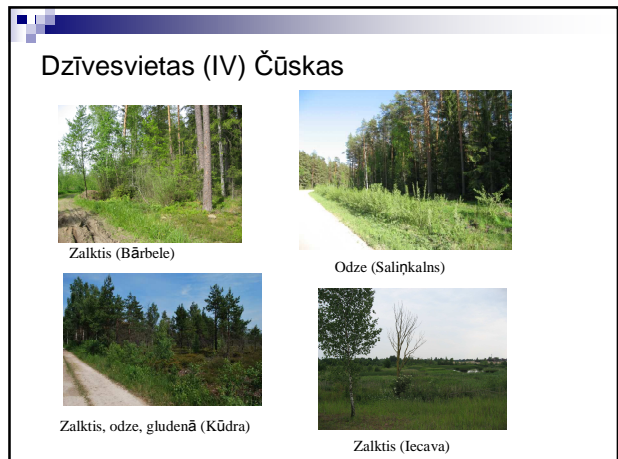 Dzīvesvietas (IV) Čūskas
Zalktis (Bārbele)
Odze (Saliņkalns)
Zalktis, odze, gludenā (Kūdra)
Zalktis (Iecava)